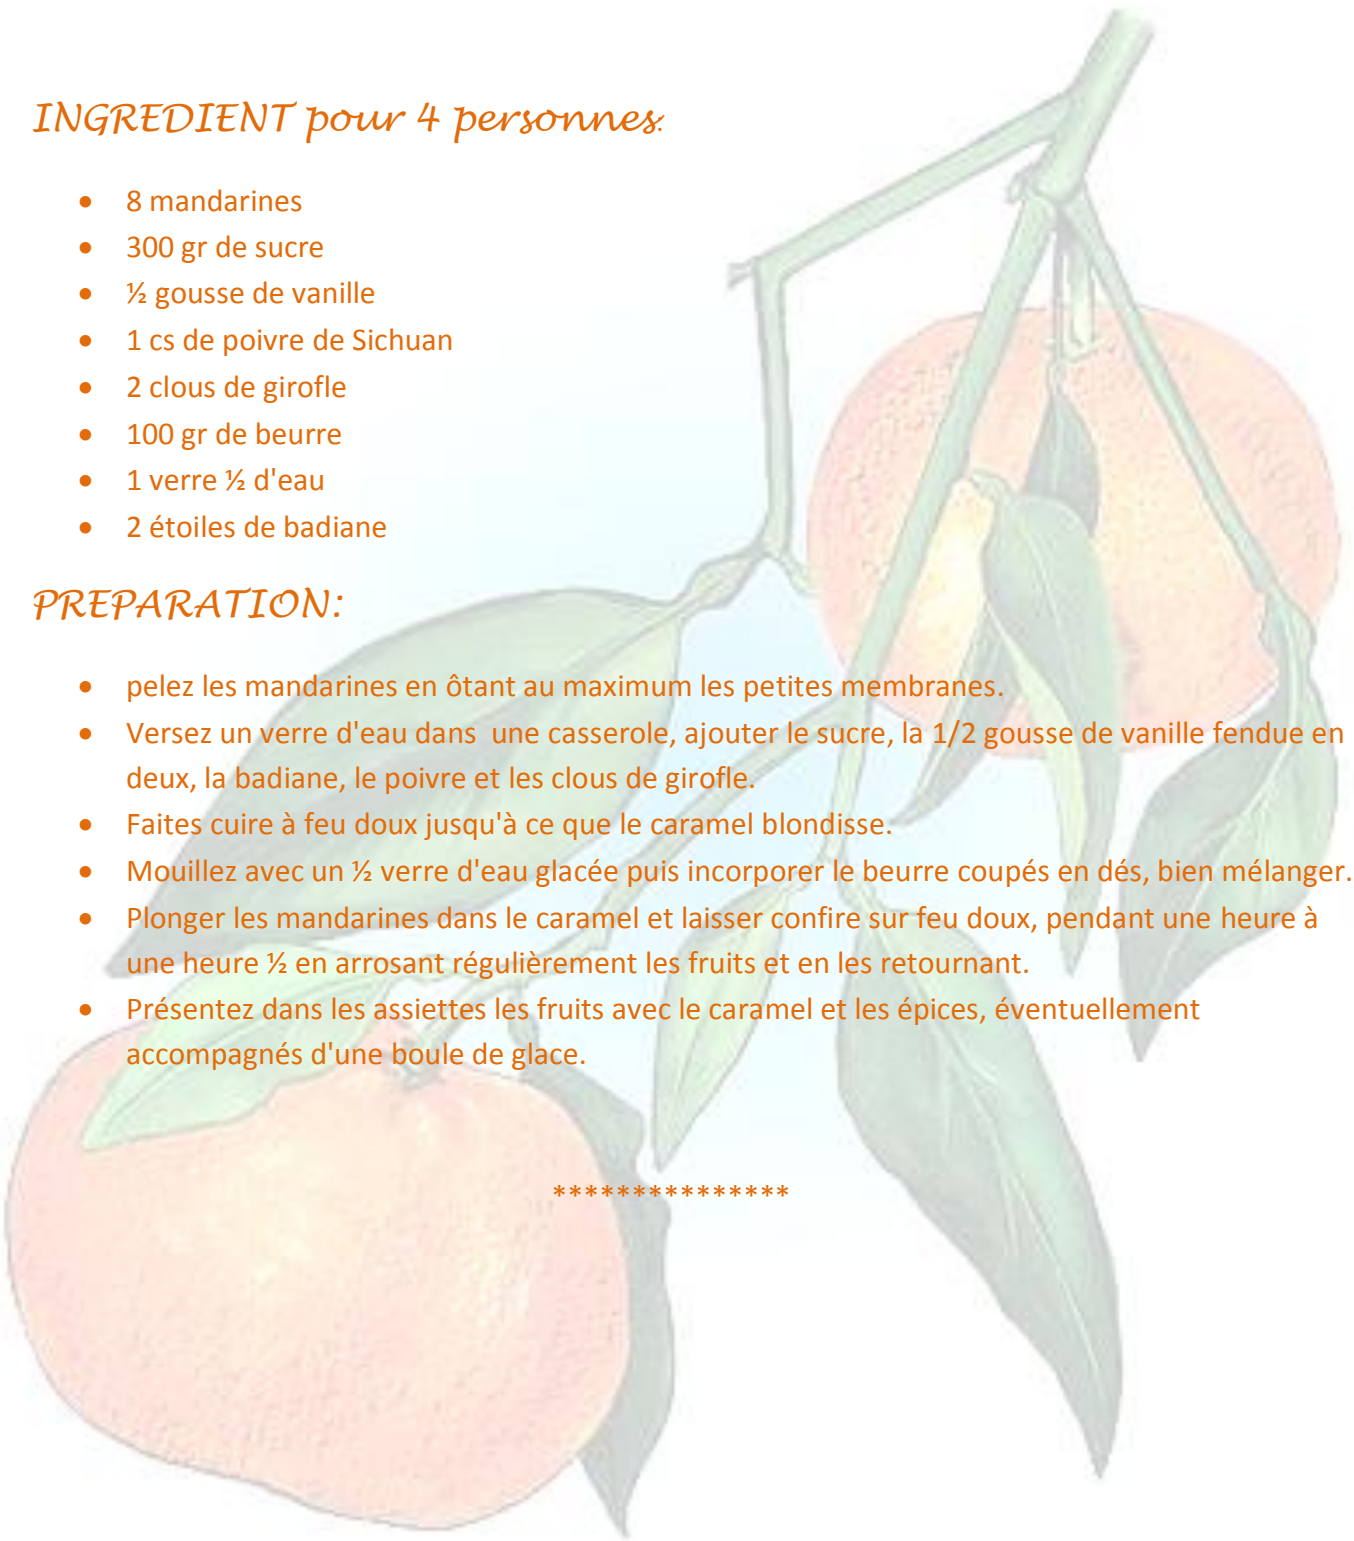 INGREDIENT pour 4 personnes:
• 8 mandarines
• 300 gr de sucre
• ½ gousse de vanille
• 1 cs de poivre de Sichuan
• 2 clous de girofle
• 100 gr de beurre
• 1 verre ½ d'eau
• 2 étoiles de badiane
PREPARATION:
• pelez les mandarines en ôtant au maximum les petites membranes.
• Versez un verre d'eau dans une casserole, ajouter le sucre, la 1/2 gousse de vanille fendue en
deux, la badiane, le poivre et les clous de girofle.
• Faites cuire à feu doux jusqu'à ce que le caramel blondisse.
• Mouillez avec un ½ verre d'eau glacée puis incorporer le beurre coupés en dés, bien mélanger.
• Plonger les mandarines dans le caramel et laisser confire sur feu doux, pendant une heure à
une heure ½ en arrosant régulièrement les fruits et en les retournant.
• Présentez dans les assiettes les fruits avec le caramel et les épices, éventuellement
accompagnés d'une boule de glace.
***************